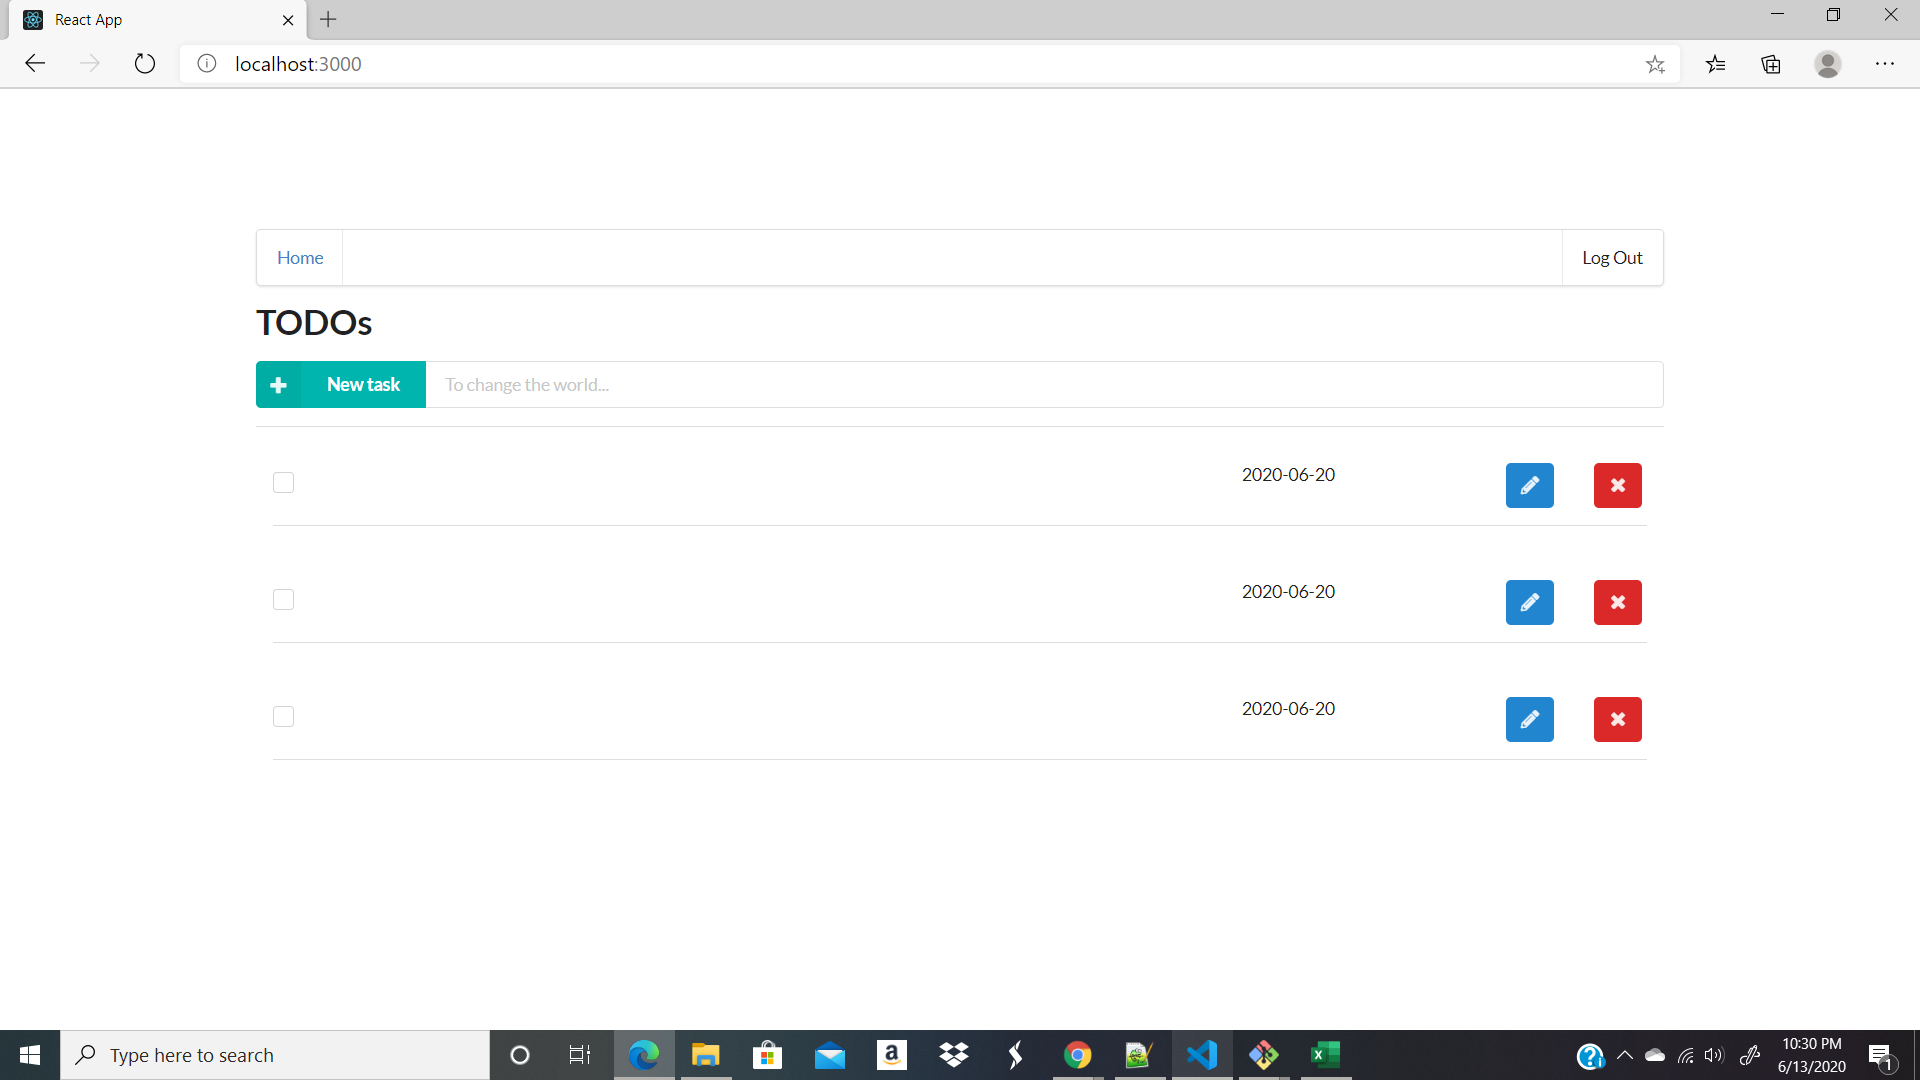 React App
localhost:3000
Home
Log Out
TODOs
New task
To change the world...
2020-06-20
2020-06-20
2020-06-20
Type here to search
10:30 PM
6/13/2020
1